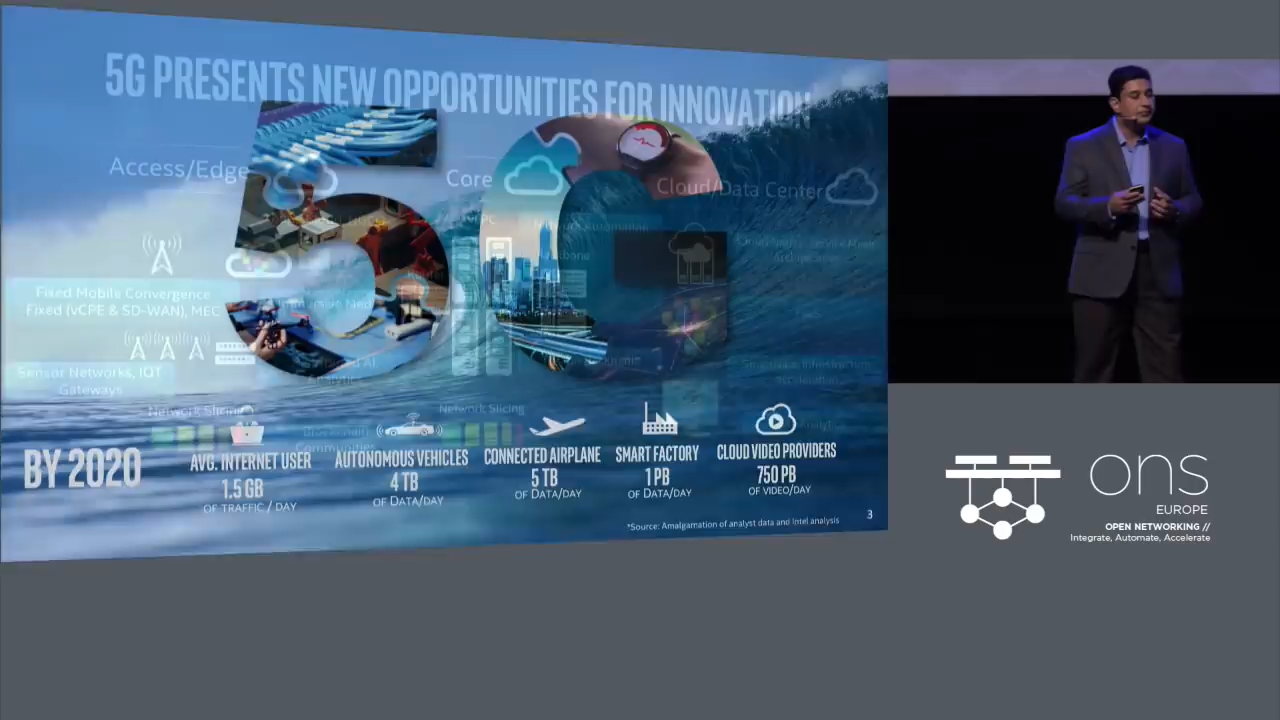 5G PRESENTS NEW OPPORTUNITIES FOR INNOVATION
Access/Edge
Core
Cloud/Data Center
Fixed Mobile Convergence
Fixed (vCPE & SD-WAN), MEC
Sensor Networks, IOT
Gateways
Network Slicing
Network Slicing
BY 2020
AVG. INTERNET USER
1.5 GB
OF TRAFFIC / DAY
AUTONOMOUS VEHICLES
4 TB
OF DATA/DAY
CONNECTED AIRPLANE
5 TB
OF DATA/DAY
SMART FACTORY
1 PB
OF DATA/DAY
CLOUD VIDEO PROVIDERS
750 PB
OF VIDEO/DAY
*Source: Amalgamation of analyst data and Intel analysis
3
ons
EUROPE
OPEN NETWORKING //
Integrate, Automate, Accelerate